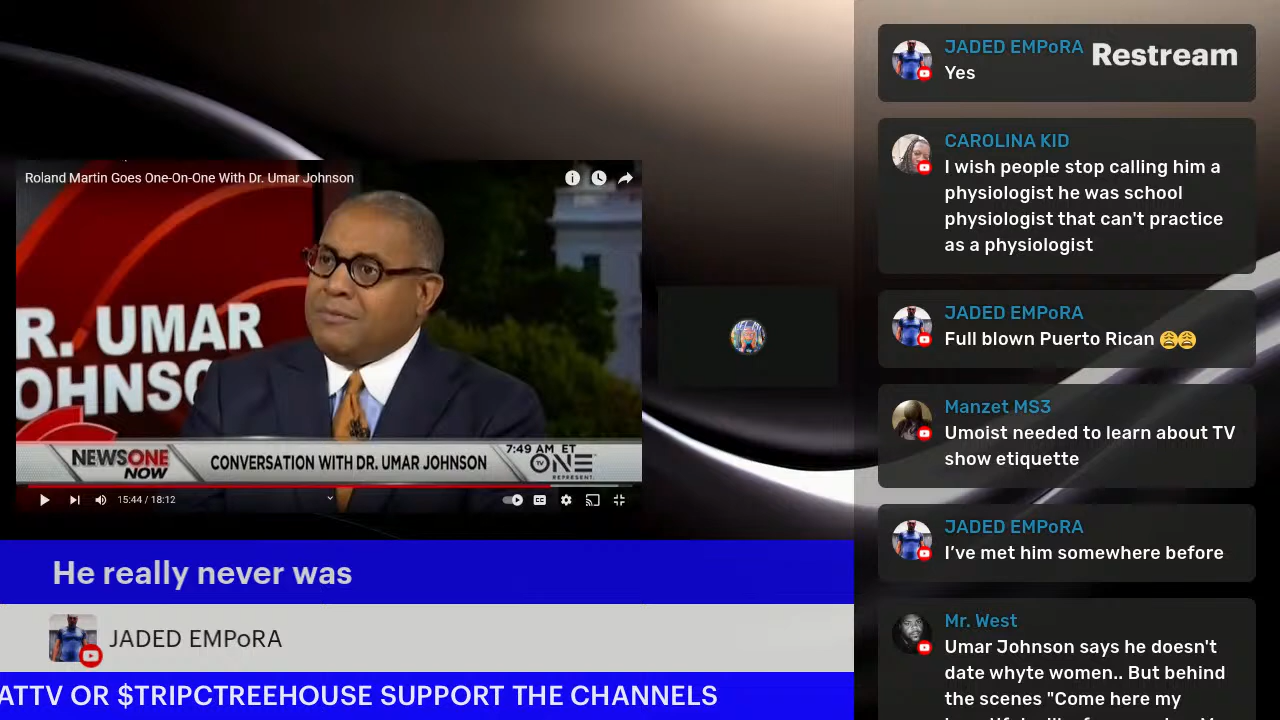 Roland Martin Goes One-On-One With Dr. Umar Johnson
R. UMAR
OHNSO
NEWSONE
NOW
CONVERSATION WITH DR. UMAR JOHNSON
7:49 AM ET
TV ONE
REPRESENT.
15:44 / 18:12
CC
He really never was
JADED EMPoRA
ATTV OR $TRIPCTREEHOUSE SUPPORT THE CHANNELS
Restream
JADED EMPoRA
Yes
CAROLINA KID
I wish people stop calling him a
physiologist he was school
physiologist that can't practice
as a physiologist
JADED EMPoRA
Full blown Puerto Rican 😩😩
Manzet MS3
Umoist needed to learn about TV
show etiquette
JADED EMPoRA
I’ve met him somewhere before
Mr. West
Umar Johnson says he doesn't
date whyte women.. But behind
the scenes "Come here my